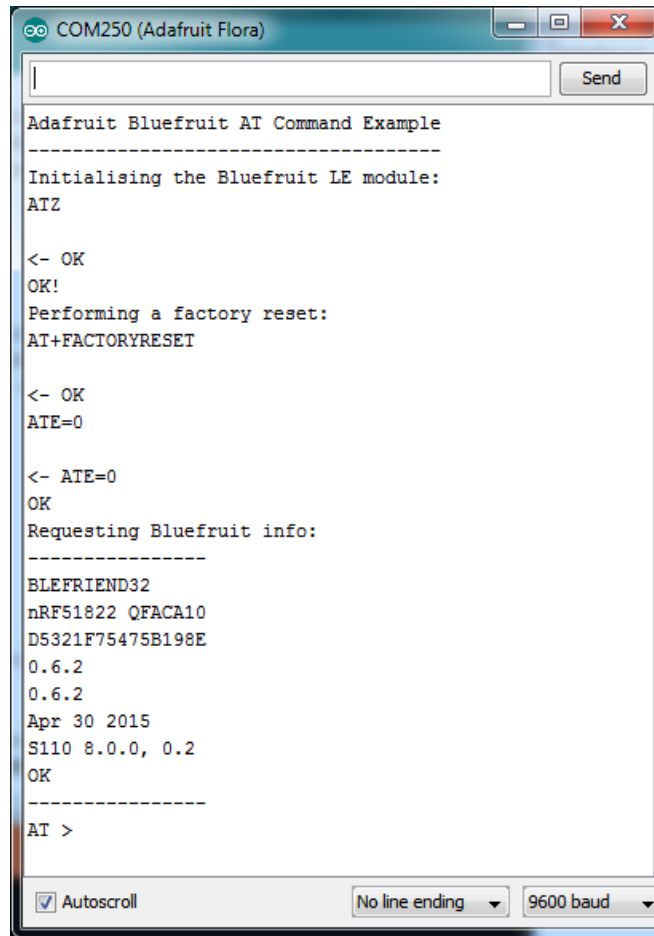 COM250 (Adafruit Flora)
Send
Adafruit Bluefruit AT Command Example
-------------------------------------
Initialising the Bluefruit LE module:
ATZ
<- OK
OK!
Performing a factory reset:
AT+FACTORYRESET
<- OK
ATE=0
<- ATE=0
OK
Requesting Bluefruit info:
----------------
BLEFRIEND32
nRF51822 QFACA10
D5321F75475B198E
0.6.2
0.6.2
Apr 30 2015
S110 8.0.0, 0.2
OK
----------------
AT >
Autoscroll No line ending 9600 baud